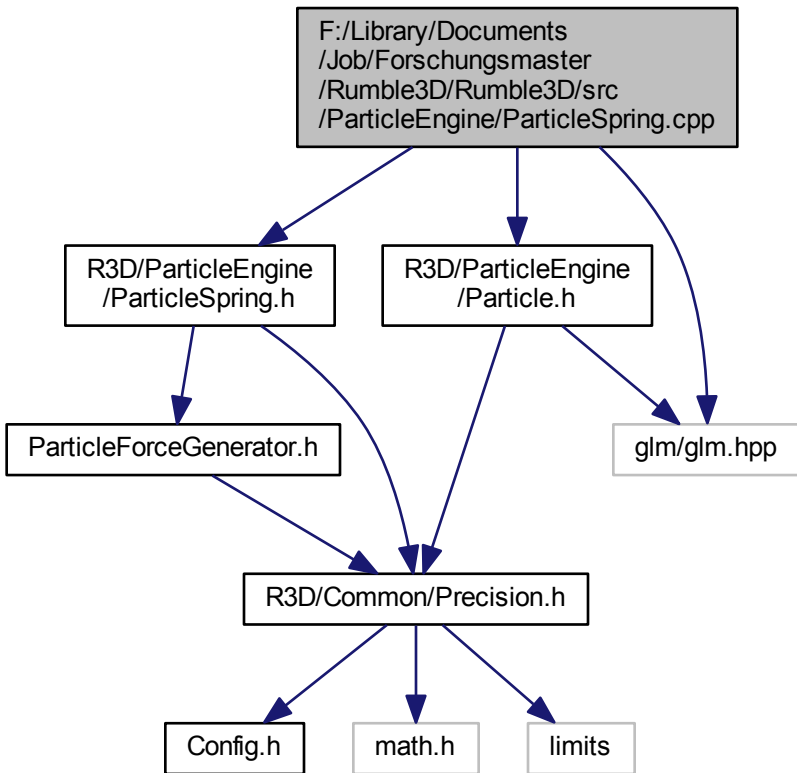 F:/Library/Documents
/Job/Forschungsmaster
/Rumble3D/Rumble3D/src
/ParticleEngine/ParticleSpring.cpp
R3D/ParticleEngine
/ParticleSpring.h
R3D/ParticleEngine
/Particle.h
ParticleForceGenerator.h
glm/glm.hpp
R3D/Common/Precision.h
Config.h
math.h
limits